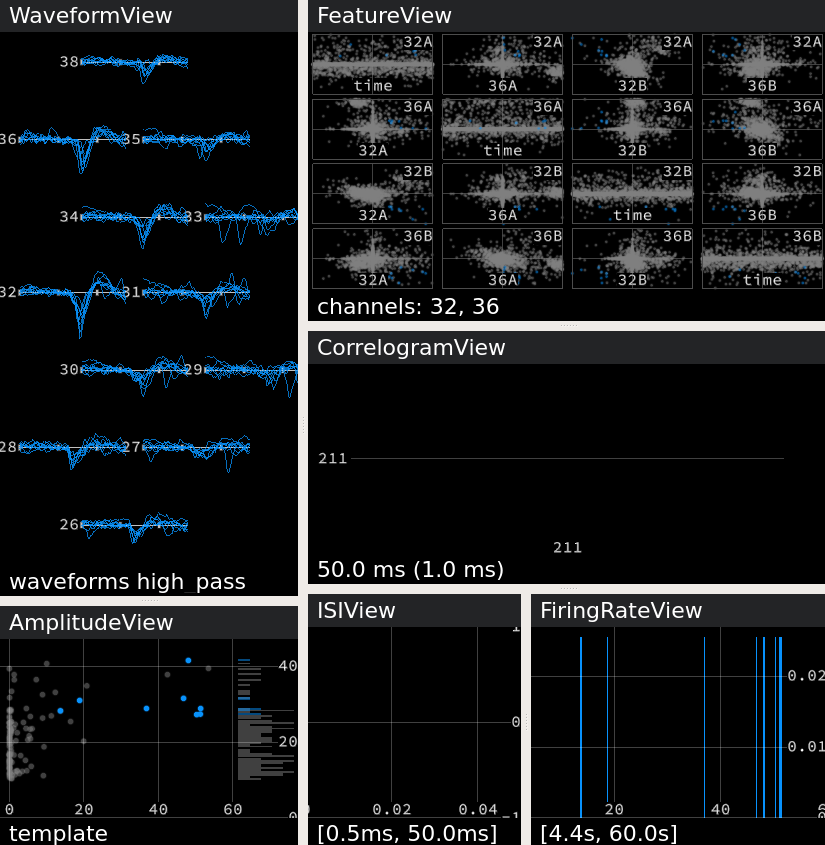 WaveformView
38
36 35
34 33
32 31
30 29
28 27
26
waveforms high_pass
AmplitudeView
40
20
0 20 40 60 0
template
FeatureView
32A 32A 32A 32A
time 36A 32B 36B
36A 36A 36A 36A
32A time 32B 36B
32B 32B 32B 32B
32A 36A time 36B
36B 36B 36B 36B
32A 36A 32B time
channels: 32, 36
CorrelogramView
211
211
50.0 ms (1.0 ms)
ISIView
1
0
0.02 0.04 -1
[0.5ms, 50.0ms]
FiringRateView
0.02
0.01
20 40
[4.4s, 60.0s]